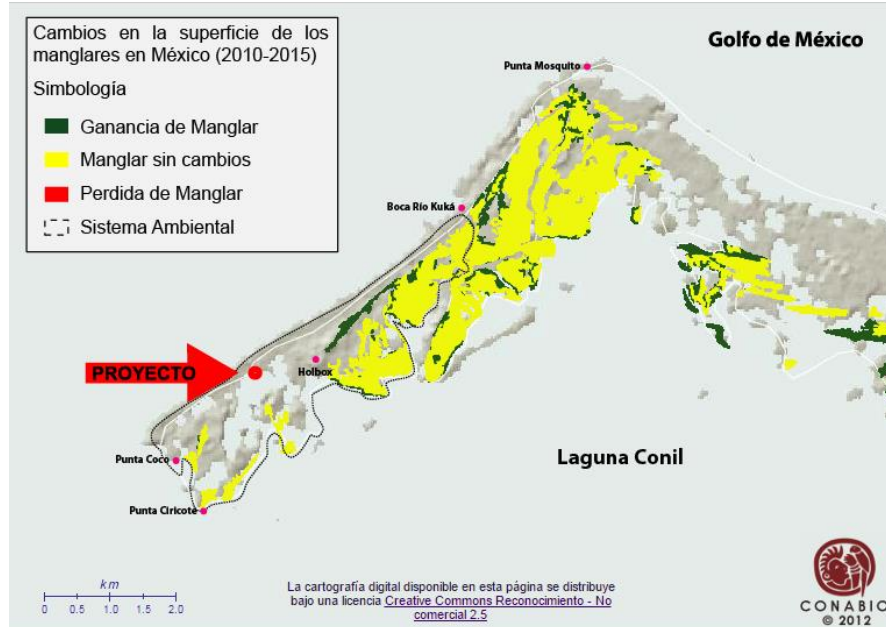 Cambios en la superficie de los
manglares en México (2010-2015)
Simbología
Ganancia de Manglar
Manglar sin cambios
Perdida de Manglar
Sistema Ambiental
Golfo de México
Punta Mosquito
Boca Río Kuká
PROYECTO
Holbox
Punta Coco
Punta Ciricote
Laguna Conil
km
0 0.5 1.0 2.0
La cartografía digital disponible en esta página se distribuye
bajo una licencia Creative Commons Reconocimiento - No
comercial 2.5
CONABIO
© 2012